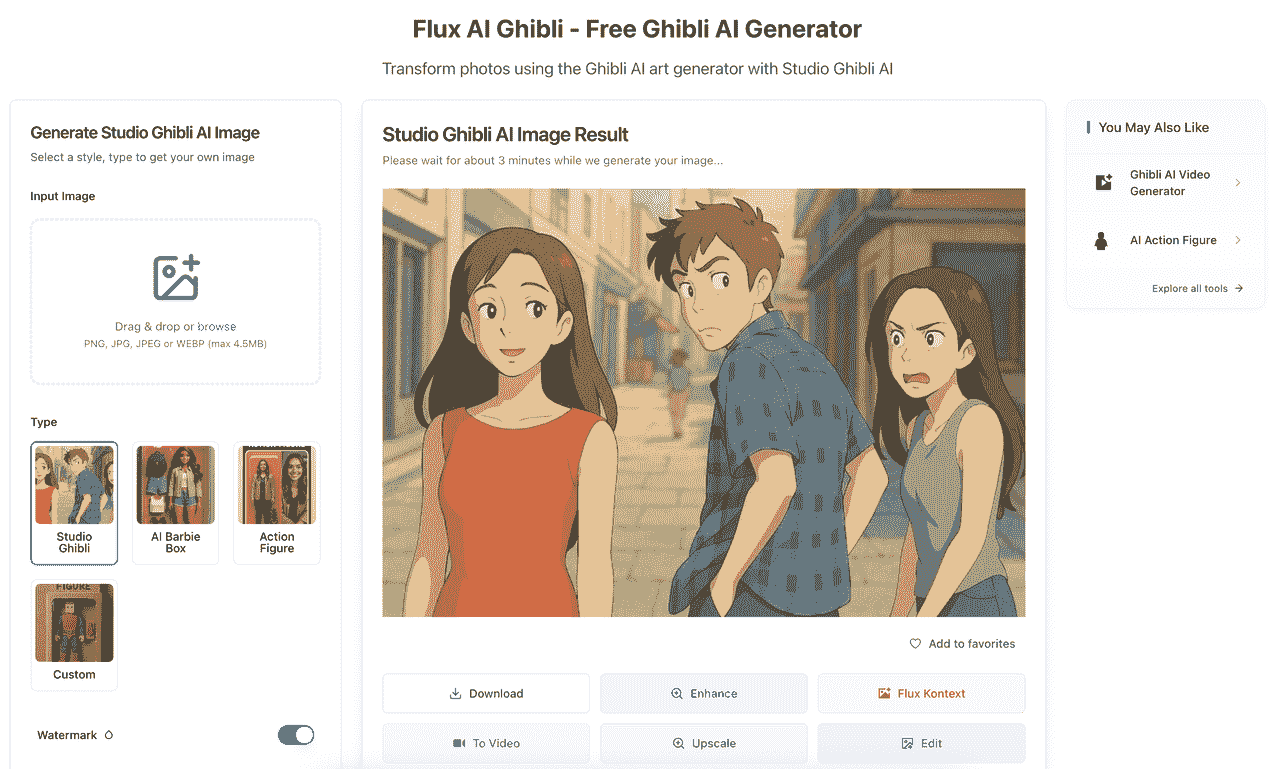 Flux AI Ghibli - Free Ghibli AI Generator
Transform photos using the Ghibli AI art generator with Studio Ghibli AI
Generate Studio Ghibli AI Image
Select a style, type to get your own image
Input Image
Drag & drop or browse
PNG, JPG, JPEG or WEBP (max 4.5MB)
Type
Studio
Ghibli
AI Barbie
Box
Action
Figure
FIGURE
Custom
Watermark
Studio Ghibli AI Image Result
Please wait for about 3 minutes while we generate your image...
Add to favorites
Download
Enhance
Flux Kontext
To Video
Upscale
Edit
You May Also Like
Ghibli AI Video
Generator
AI Action Figure
Explore all tools